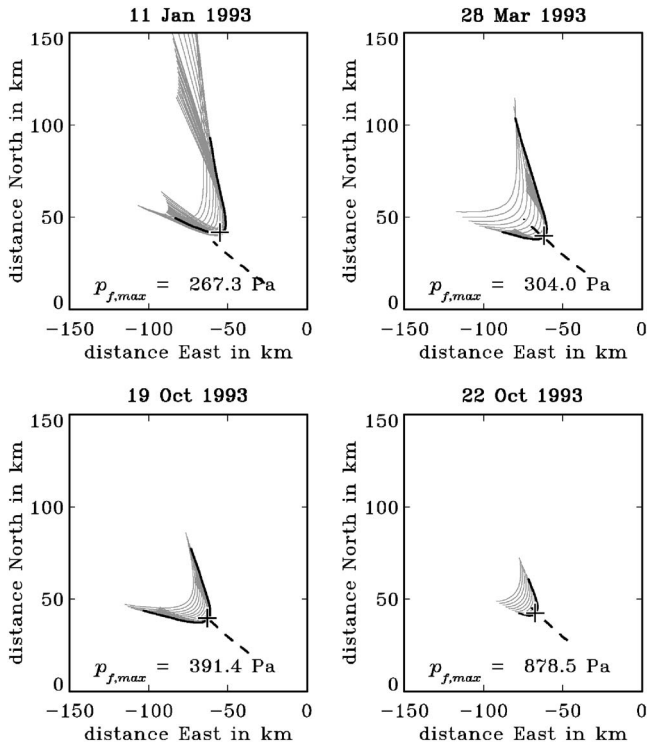 11 Jan 1993
28 Mar 1993
150
100
50
0
distance North in km
p_{f,max} = 267.3 Pa
−150 −100 −50 0
distance East in km
150
100
50
0
distance North in km
p_{f,max} = 304.0 Pa
−150 −100 −50 0
distance East in km
19 Oct 1993
22 Oct 1993
150
100
50
0
distance North in km
p_{f,max} = 391.4 Pa
−150 −100 −50 0
distance East in km
150
100
50
0
distance North in km
p_{f,max} = 878.5 Pa
−150 −100 −50 0
distance East in km